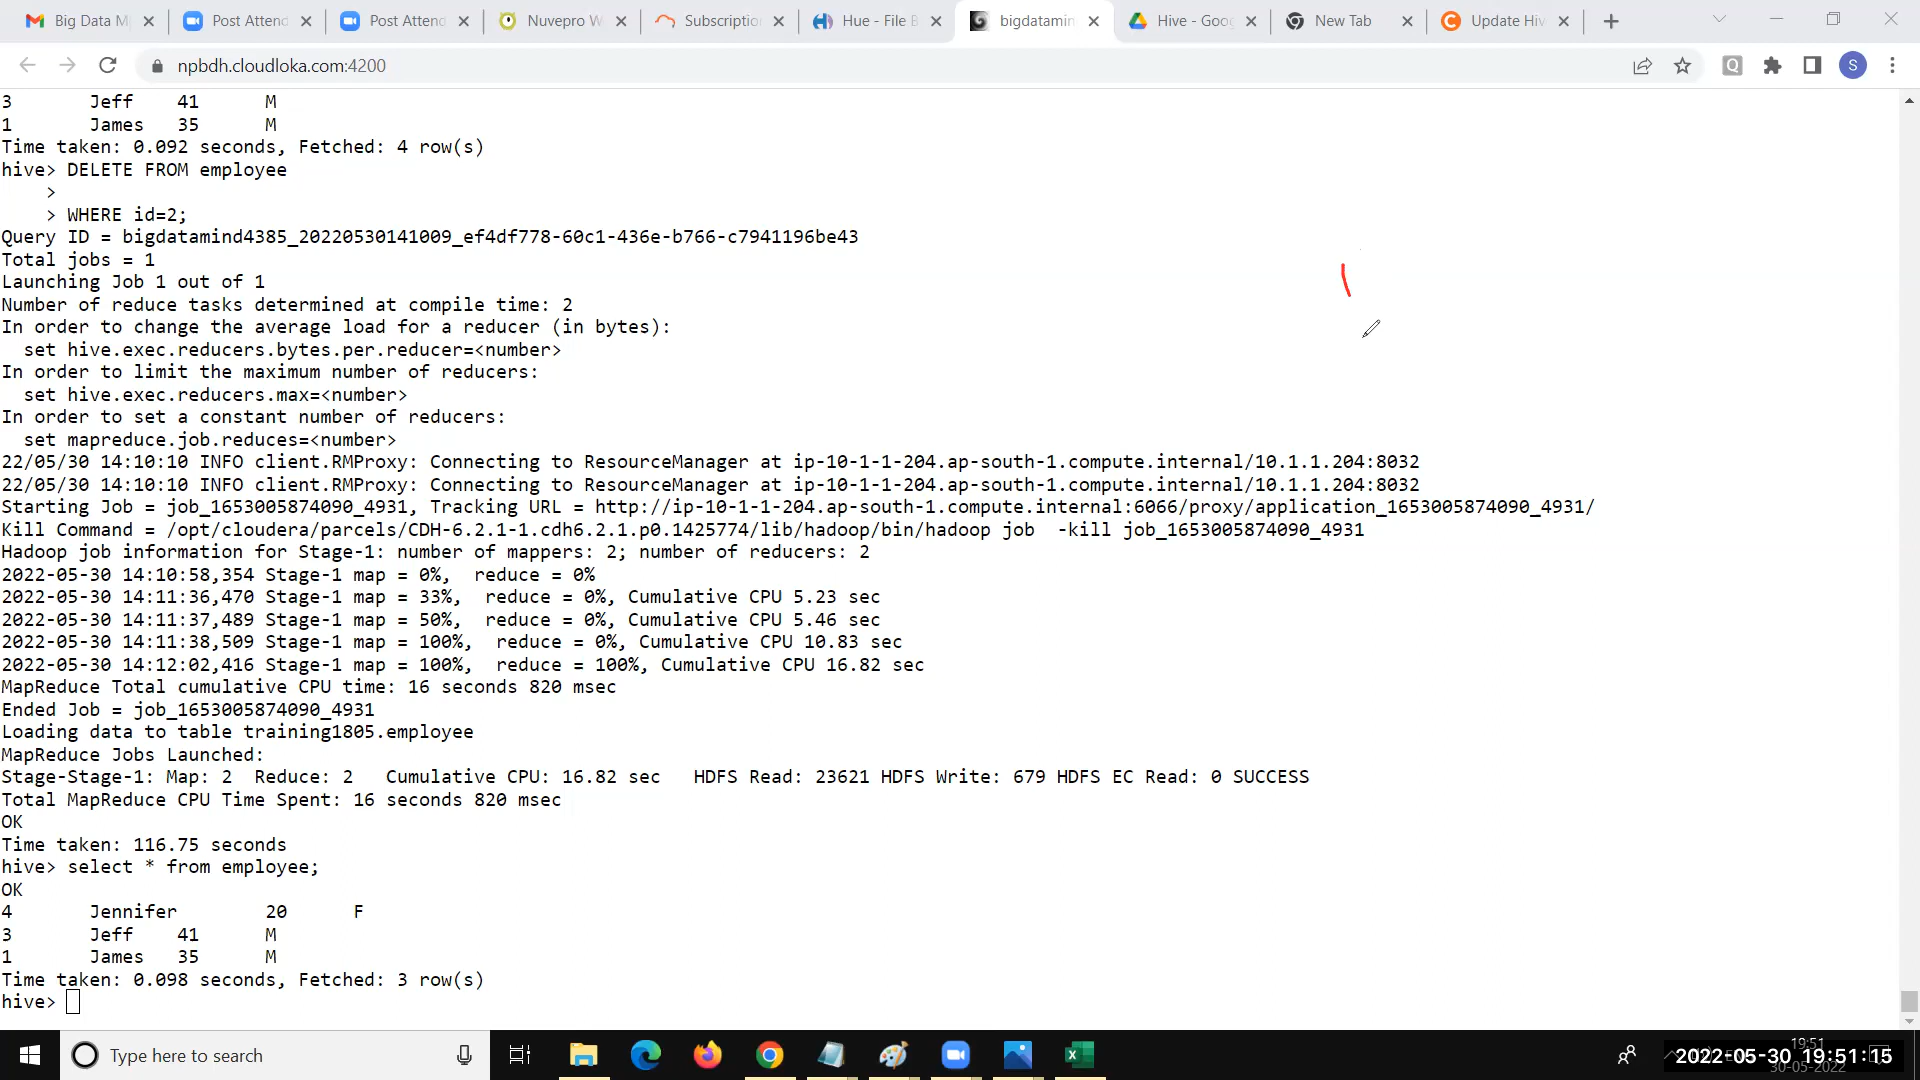 Big Data M
Post Attend
Post Attend
Nuvepro W
Subscription
Hue - File B
bigdatamin
Hive - Goog
New Tab
Update Hiv
npbdh.cloudloka.com:4200
Q
S
3 Jeff 41 M
1 James 35 M
Time taken: 0.092 seconds, Fetched: 4 row(s)
hive> DELETE FROM employee
>
> WHERE id=2;
Query ID = bigdatamind4385_20220530141009_ef4df778-60c1-436e-b766-c7941196be43
Total jobs = 1
Launching Job 1 out of 1
Number of reduce tasks determined at compile time: 2
In order to change the average load for a reducer (in bytes):
set hive.exec.reducers.bytes.per.reducer=<number>
In order to limit the maximum number of reducers:
set hive.exec.reducers.max=<number>
In order to set a constant number of reducers:
set mapreduce.job.reduces=<number>
22/05/30 14:10:10 INFO client.RMProxy: Connecting to ResourceManager at ip-10-1-1-204.ap-south-1.compute.internal/10.1.1.204:8032
22/05/30 14:10:10 INFO client.RMProxy: Connecting to ResourceManager at ip-10-1-1-204.ap-south-1.compute.internal/10.1.1.204:8032
Starting Job = job_1653005874090_4931, Tracking URL = http://ip-10-1-1-204.ap-south-1.compute.internal:6066/proxy/application_1653005874090_4931/
Kill Command = /opt/cloudera/parcels/CDH-6.2.1-1.cdh6.2.1.p0.1425774/lib/hadoop/bin/hadoop job  -kill job_1653005874090_4931
Hadoop job information for Stage-1: number of mappers: 2; number of reducers: 2
2022-05-30 14:10:58,354 Stage-1 map = 0%,  reduce = 0%
2022-05-30 14:11:36,470 Stage-1 map = 33%,  reduce = 0%, Cumulative CPU 5.23 sec
2022-05-30 14:11:37,489 Stage-1 map = 50%,  reduce = 0%, Cumulative CPU 5.46 sec
2022-05-30 14:11:38,509 Stage-1 map = 100%,  reduce = 0%, Cumulative CPU 10.83 sec
2022-05-30 14:12:02,416 Stage-1 map = 100%,  reduce = 100%, Cumulative CPU 16.82 sec
MapReduce Total cumulative CPU time: 16 seconds 820 msec
Ended Job = job_1653005874090_4931
Loading data to table training1805.employee
MapReduce Jobs Launched:
Stage-Stage-1: Map: 2  Reduce: 2   Cumulative CPU: 16.82 sec   HDFS Read: 23621 HDFS Write: 679 HDFS EC Read: 0 SUCCESS
Total MapReduce CPU Time Spent: 16 seconds 820 msec
OK
Time taken: 116.75 seconds
hive> select * from employee;
OK
4 Jennifer 20 F
3 Jeff 41 M
1 James 35 M
Time taken: 0.098 seconds, Fetched: 3 row(s)
hive>
Type here to search
19:51
2022-05-30 19:51:15
30-05-2022